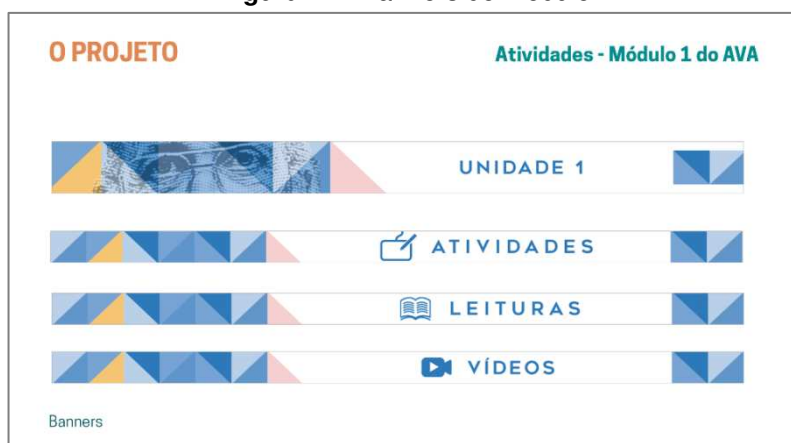 O PROJETO
Atividades - Módulo 1 do AVA
UNIDADE 1
ATIVIDADES
LEITURAS
VÍDEOS
Banners